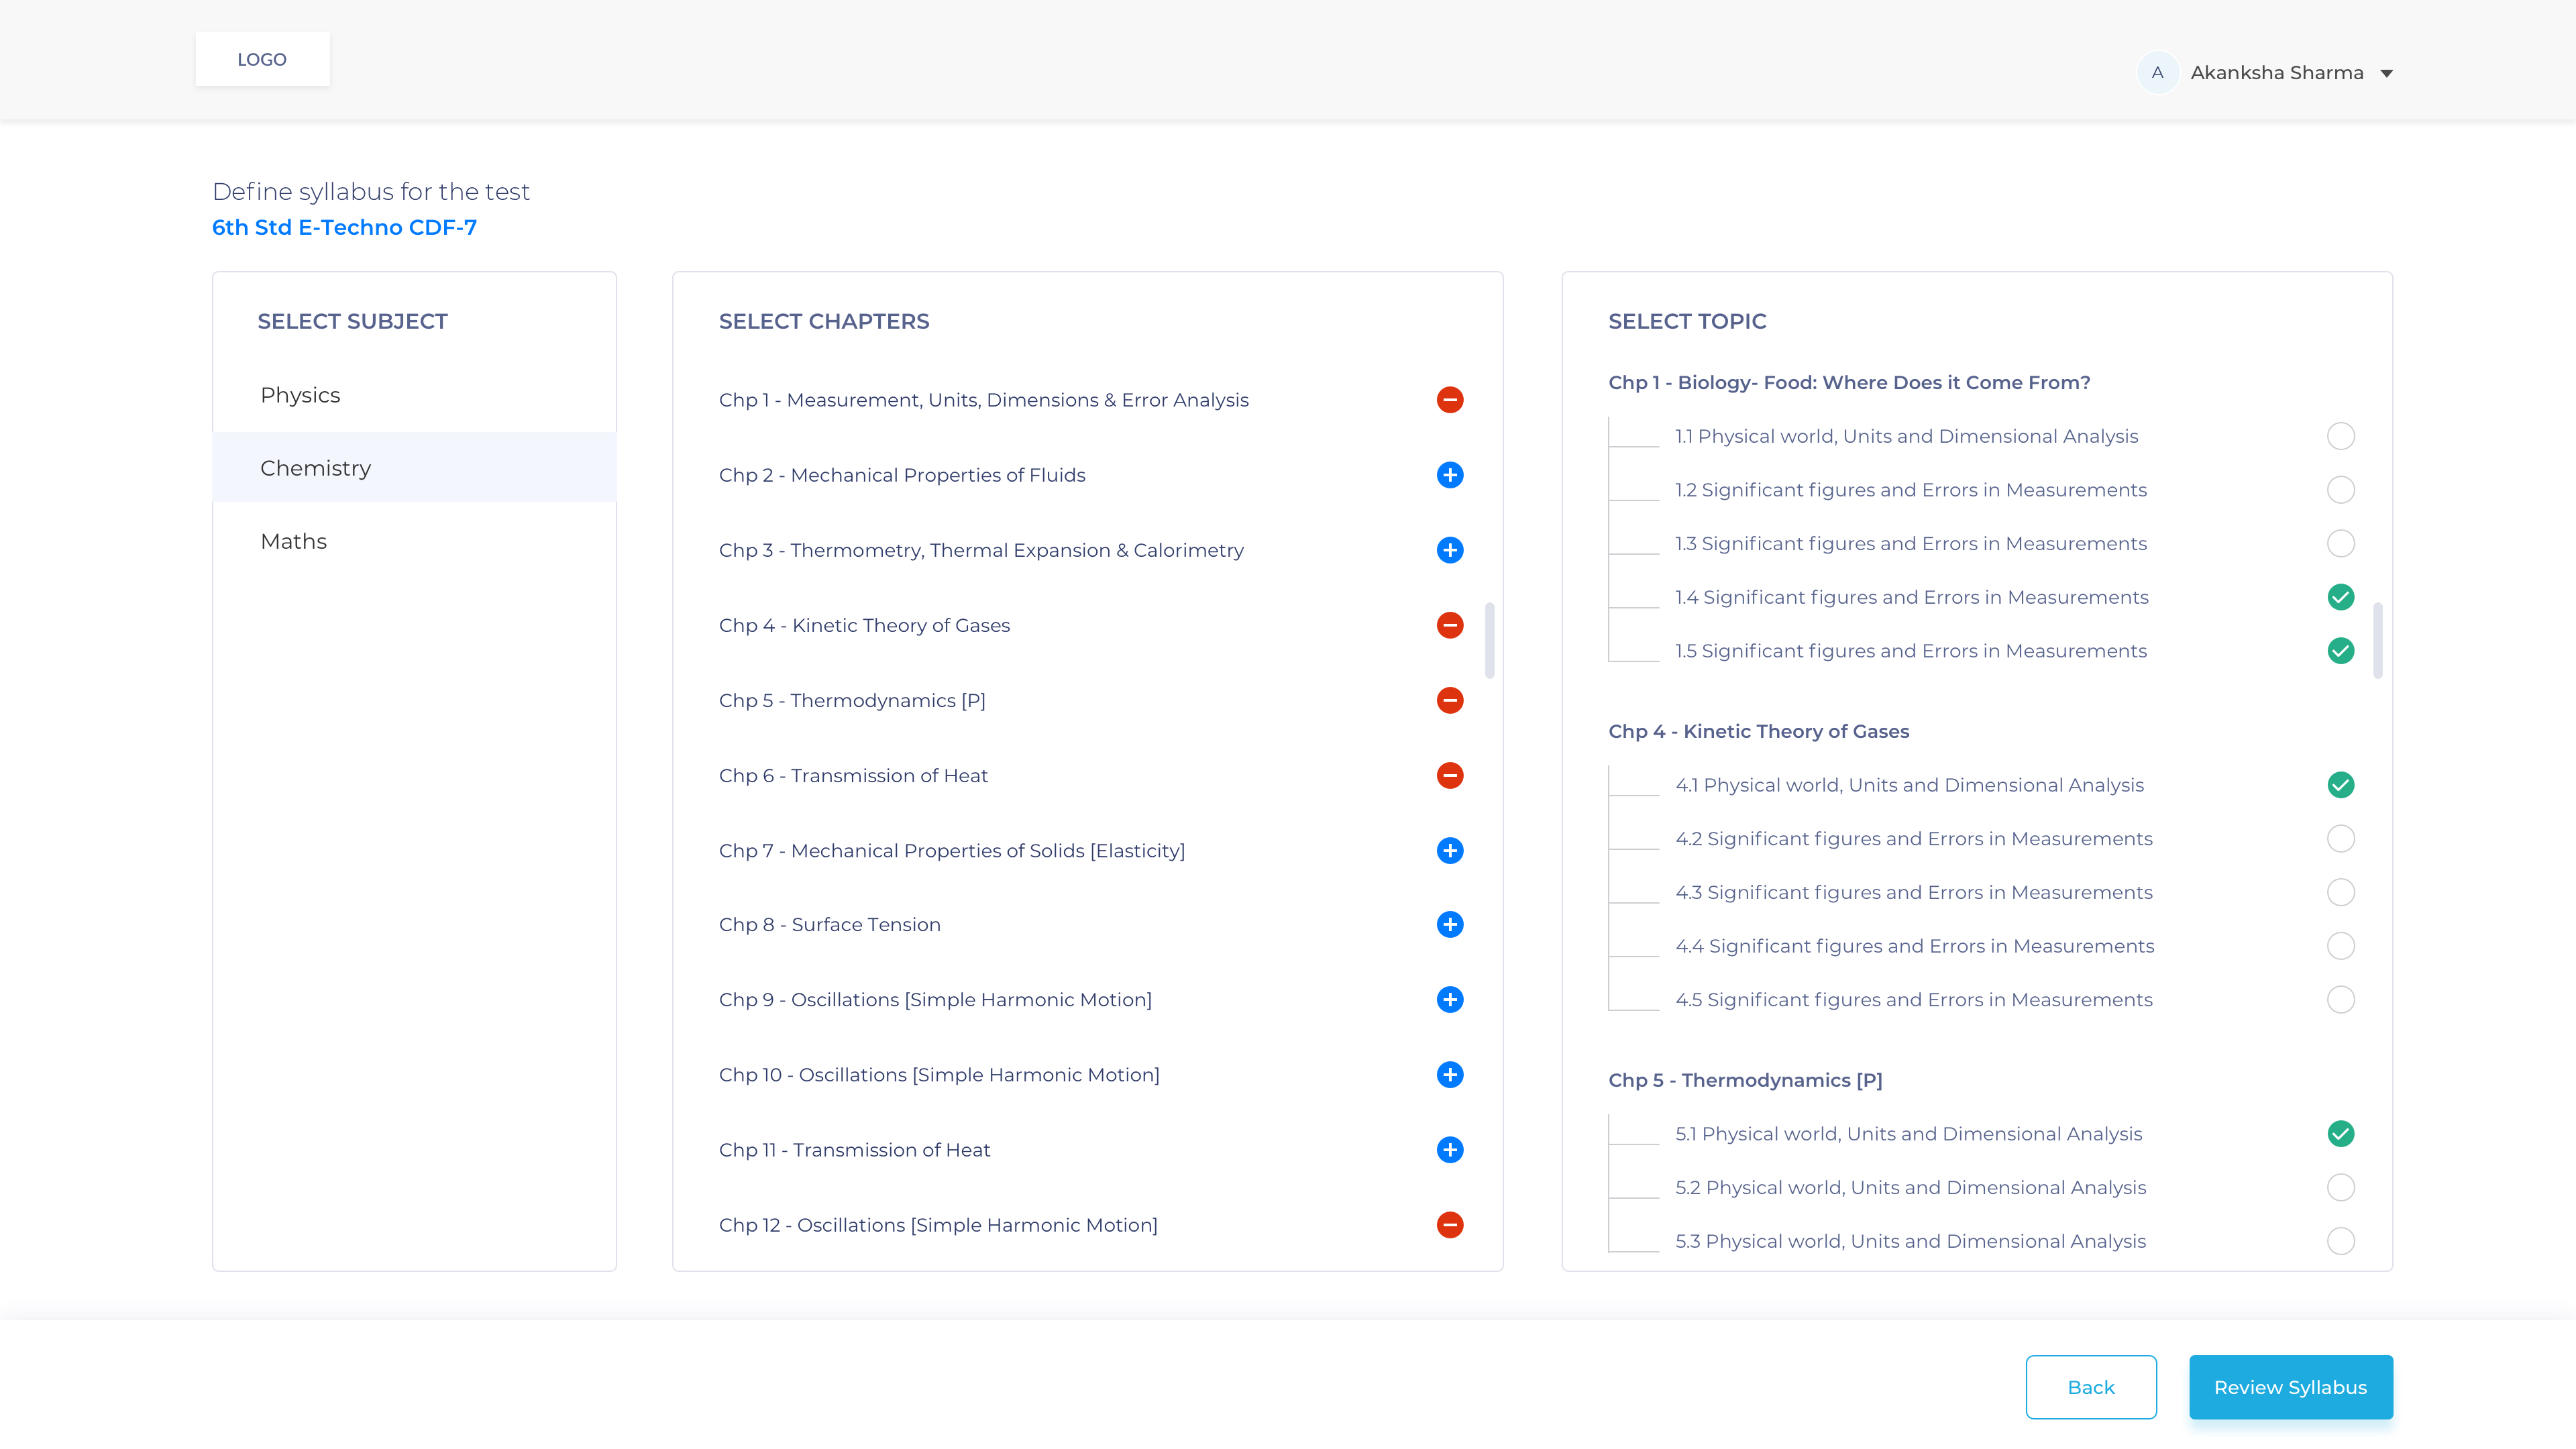 LOGO
A
Akanksha Sharma
Define syllabus for the test
6th Std E-Techno CDF-7
SELECT SUBJECT
Physics
Chemistry
Maths
SELECT CHAPTERS
Chp 1 - Measurement, Units, Dimensions & Error Analysis
Chp 2 - Mechanical Properties of Fluids
Chp 3 - Thermometry, Thermal Expansion & Calorimetry
Chp 4 - Kinetic Theory of Gases
Chp 5 - Thermodynamics [P]
Chp 6 - Transmission of Heat
Chp 7 - Mechanical Properties of Solids [Elasticity]
Chp 8 - Surface Tension
Chp 9 - Oscillations [Simple Harmonic Motion]
Chp 10 - Oscillations [Simple Harmonic Motion]
Chp 11 - Transmission of Heat
Chp 12 - Oscillations [Simple Harmonic Motion]
SELECT TOPIC
Chp 1 - Biology- Food: Where Does it Come From?
1.1 Physical world, Units and Dimensional Analysis
1.2 Significant figures and Errors in Measurements
1.3 Significant figures and Errors in Measurements
1.4 Significant figures and Errors in Measurements
1.5 Significant figures and Errors in Measurements
Chp 4 - Kinetic Theory of Gases
4.1 Physical world, Units and Dimensional Analysis
4.2 Significant figures and Errors in Measurements
4.3 Significant figures and Errors in Measurements
4.4 Significant figures and Errors in Measurements
4.5 Significant figures and Errors in Measurements
Chp 5 - Thermodynamics [P]
5.1 Physical world, Units and Dimensional Analysis
5.2 Physical world, Units and Dimensional Analysis
5.3 Physical world, Units and Dimensional Analysis
Back
Review Syllabus